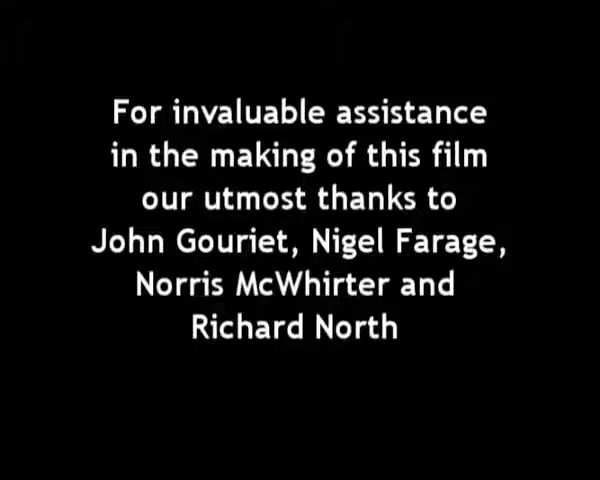 For invaluable assistance
in the making of this film
our utmost thanks to
John Gouriet, Nigel Farage,
Norris McWhirter and
Richard North